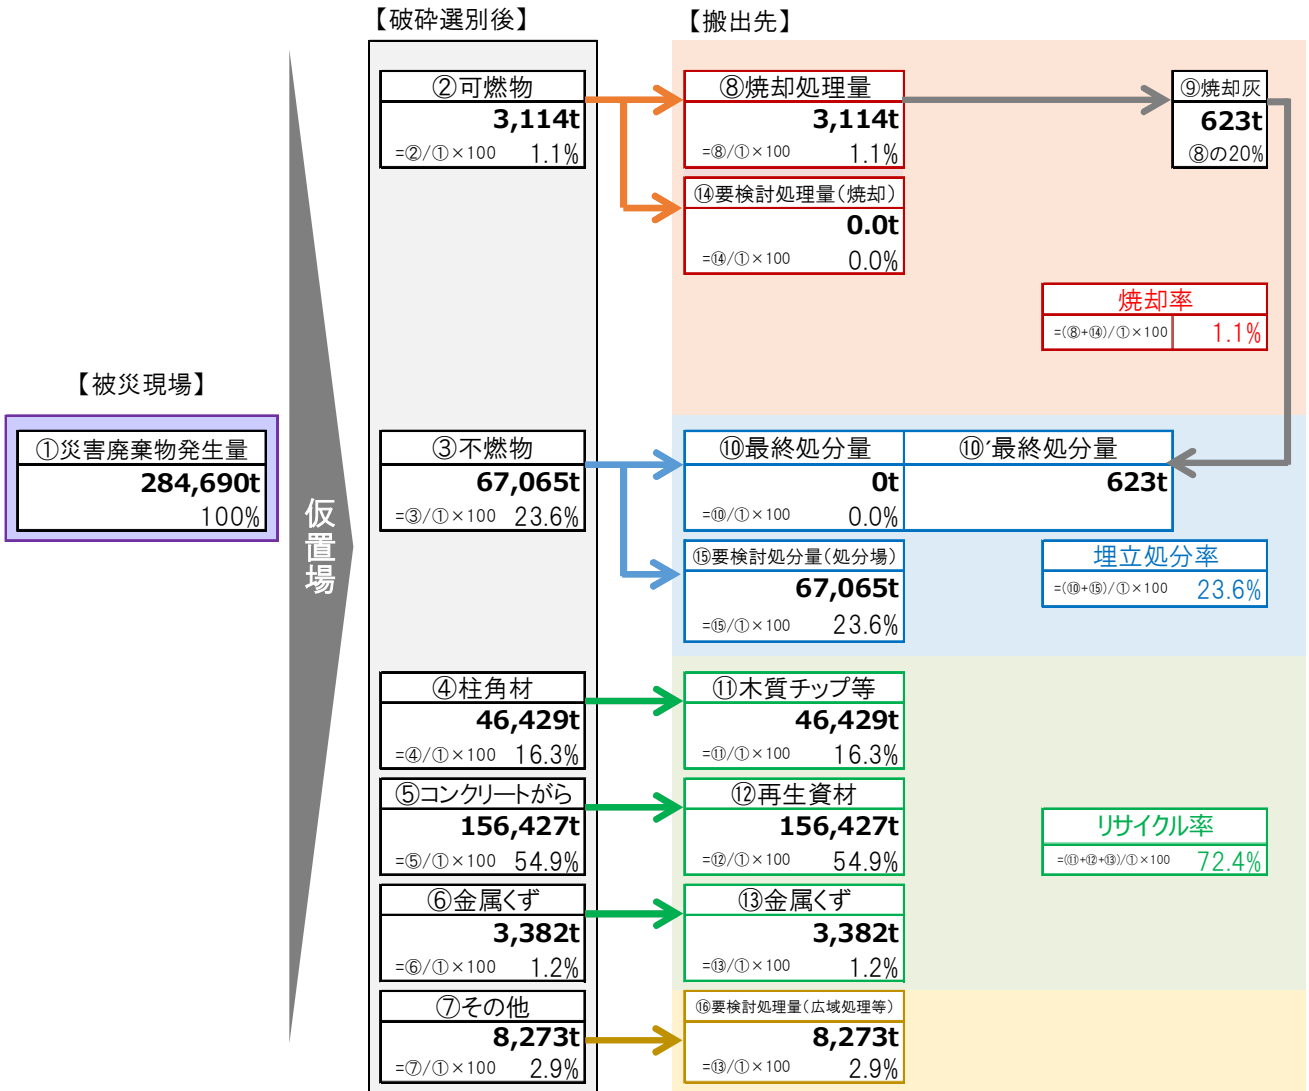 【破砕選別後】
【搬出先】
②可燃物
3,114t
=②/①×100 1.1%
⑧焼却処理量
3,114t
=⑧/①×100 1.1%
⑨焼却灰
623t
⑧の20%
⑭要検討処理量(焼却)
0.0t
=⑭/①×100 0.0%
焼却率
=(⑧+⑭)/①×100 1.1%
【被災現場】
①災害廃棄物発生量
284,690t
100%
仮置場
③不燃物
67,065t
=③/①×100 23.6%
⑩最終処分量
0t
=⑩/①×100 0.0%
⑩´最終処分量
623t
⑮要検討処分量(処分場)
67,065t
=⑮/①×100 23.6%
埋立処分率
=(⑩+⑮)/①×100 23.6%
④柱角材
46,429t
=④/①×100 16.3%
⑪木質チップ等
46,429t
=⑪/①×100 16.3%
⑤コンクリートがら
156,427t
=⑤/①×100 54.9%
⑫再生資材
156,427t
=⑫/①×100 54.9%
リサイクル率
=(⑪+⑫+⑬)/①×100 72.4%
⑥金属くず
3,382t
=⑥/①×100 1.2%
⑬金属くず
3,382t
=⑬/①×100 1.2%
⑦その他
8,273t
=⑦/①×100 2.9%
⑯要検討処理量(広域処理等)
8,273t
=⑬/①×100 2.9%